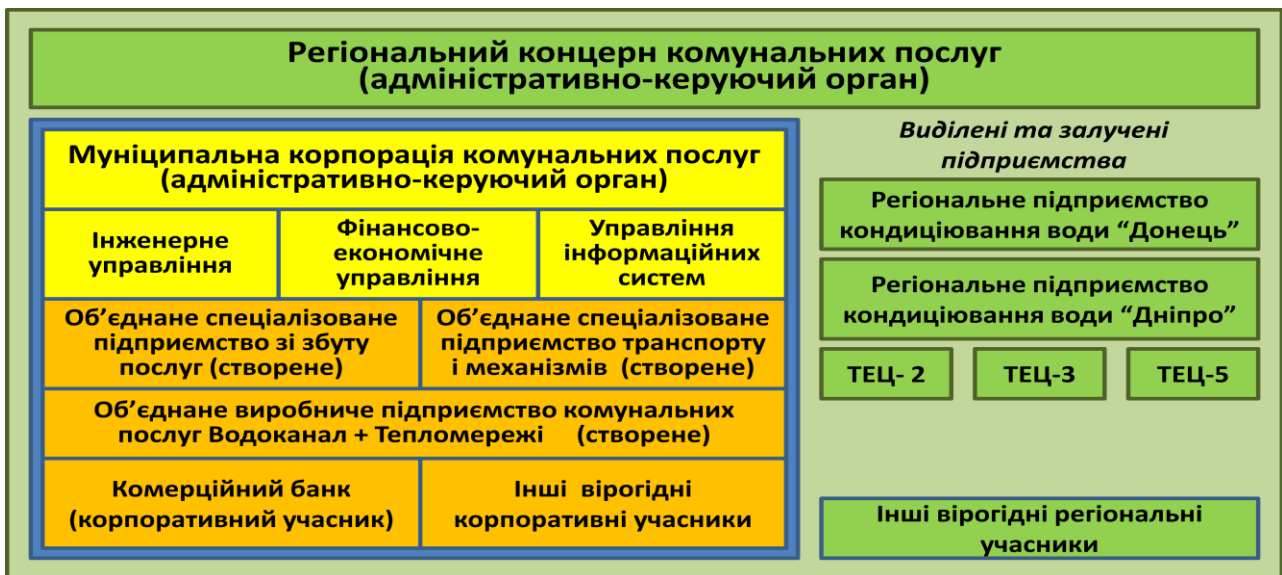 Регіональний концерн комунальних послуг
(адміністративно-керуючий орган)
Муніципальна корпорація комунальних послуг
(адміністративно-керуючий орган)
Інженерне
управління
Фінансово-
економічне
управління
Управління
інформаційних
систем
Об’єднане спеціалізоване
підприємство зі збуту
послуг (створене)
Об’єднане спеціалізоване
підприємство транспорту
і механізмів (створене)
Об’єднане виробниче підприємство комунальних
послуг Водоканал + Тепломережі (створене)
Комерційний банк
(корпоративний учасник)
Інші вірогідні
корпоративні учасники
Виділені та залучені
підприємства
Регіональне підприємство
кондиціювання води “Донець”
Регіональне підприємство
кондиціювання води “Дніпро”
ТЕЦ- 2
ТЕЦ-3
ТЕЦ-5
Інші вірогідні регіональні
учасники